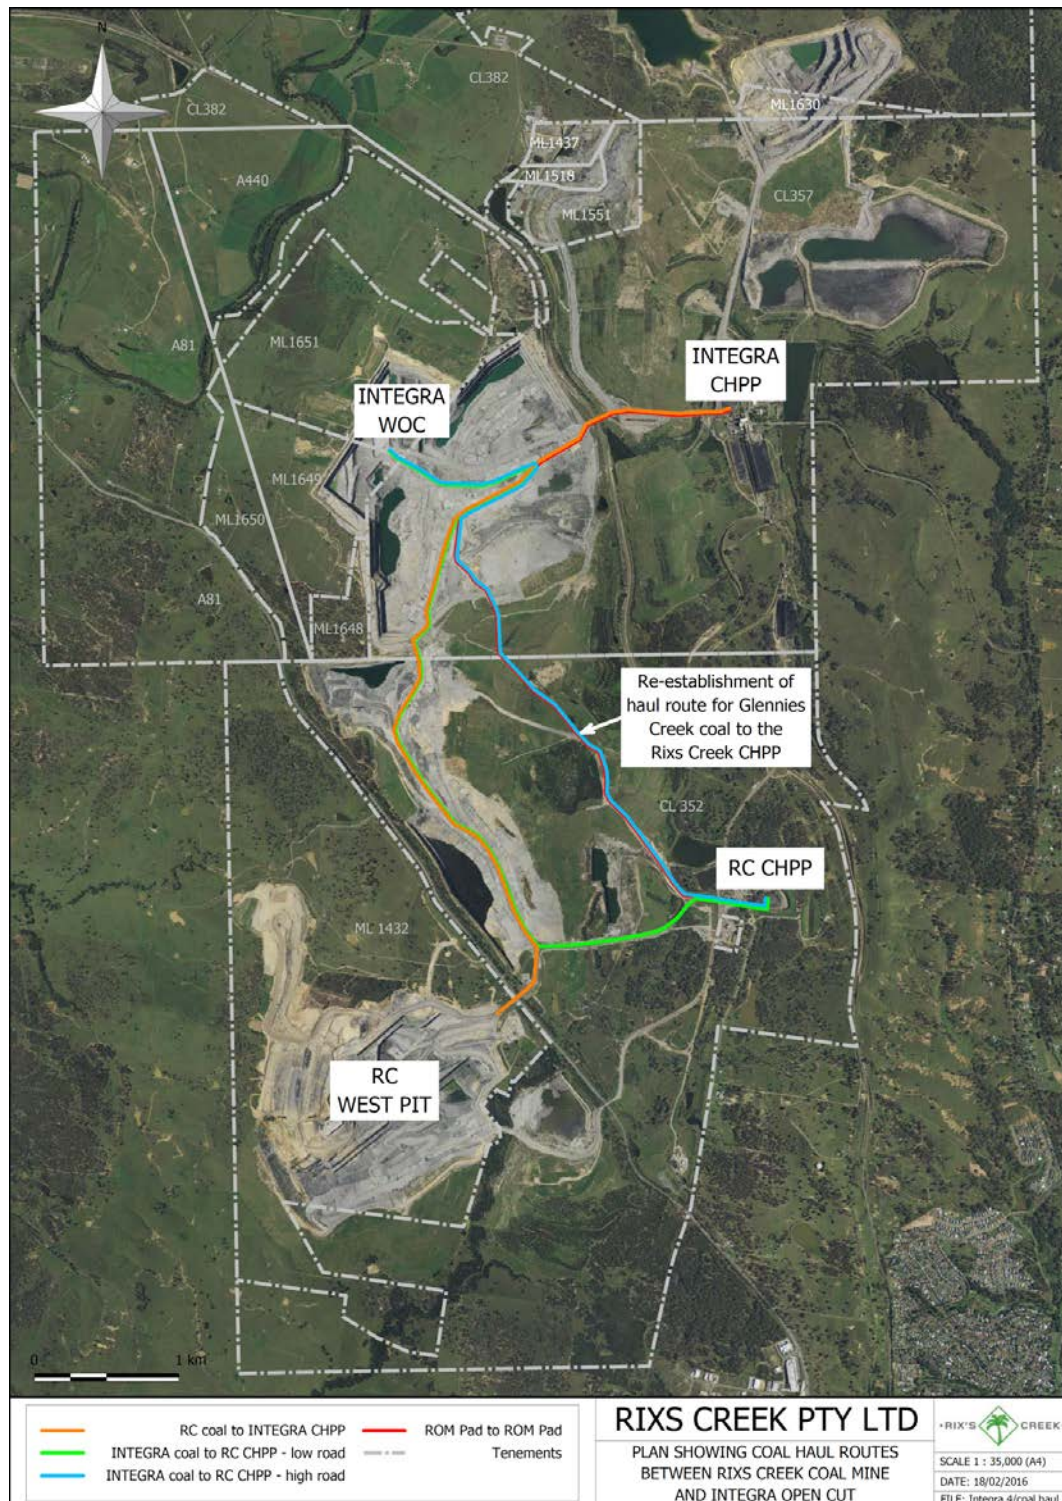 N
CL382
CL382
ML1630
ML1437
ML1518
ML1551
A440
CL357
ML1651
A81
INTEGRA
CHPP
INTEGRA
WOC
ML1649
ML1650
A81
ML1648
Re-establishment of
haul route for Glennies
Creek coal to the
Rixs Creek CHPP
CL 352
RC CHPP
ML 1432
RC
WEST PIT
0 1 km
RC coal to INTEGRA CHPP
INTEGRA coal to RC CHPP - low road
INTEGRA coal to RC CHPP - high road
ROM Pad to ROM Pad
Tenements
RIXS CREEK PTY LTD
PLAN SHOWING COAL HAUL ROUTES
BETWEEN RIXS CREEK COAL MINE
AND INTEGRA OPEN CUT
RIX'S CREEK
SCALE 1 : 35,000 (A4)
DATE: 18/02/2016
FILE: Integra 4/coal haul